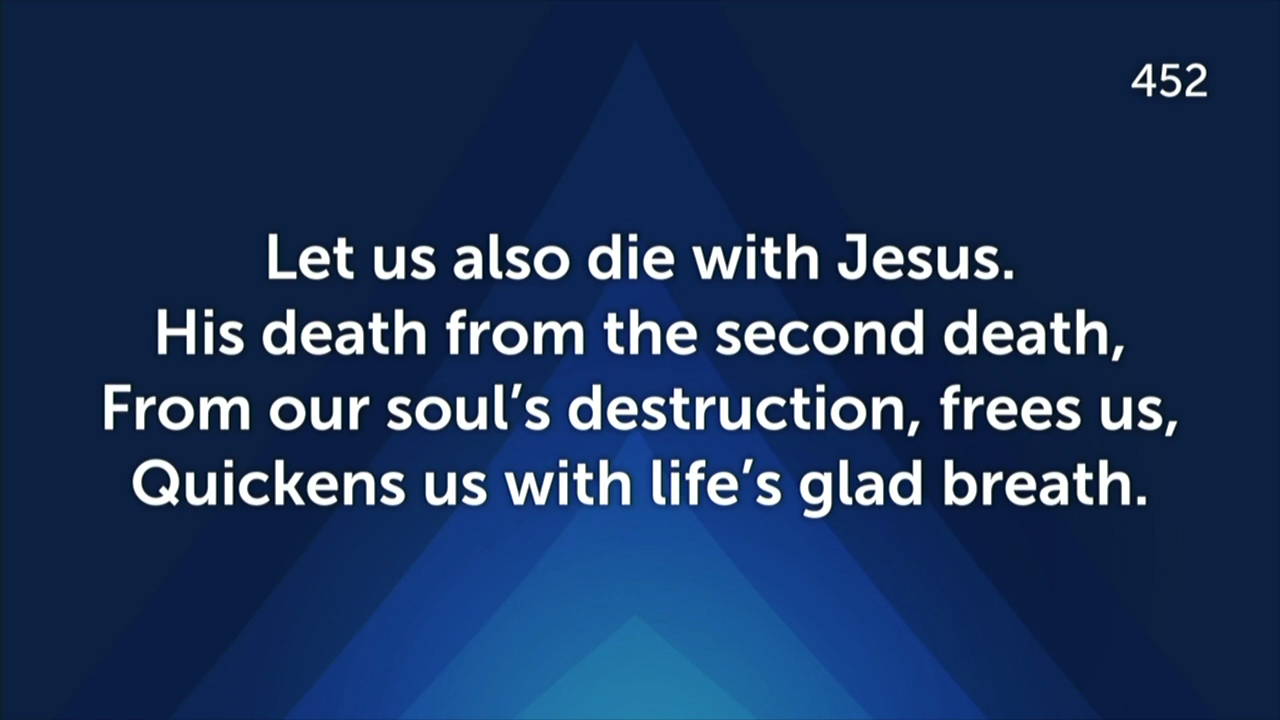 452
Let us also die with Jesus.
His death from the second death,
From our soul’s destruction, frees us,
Quickens us with life’s glad breath.